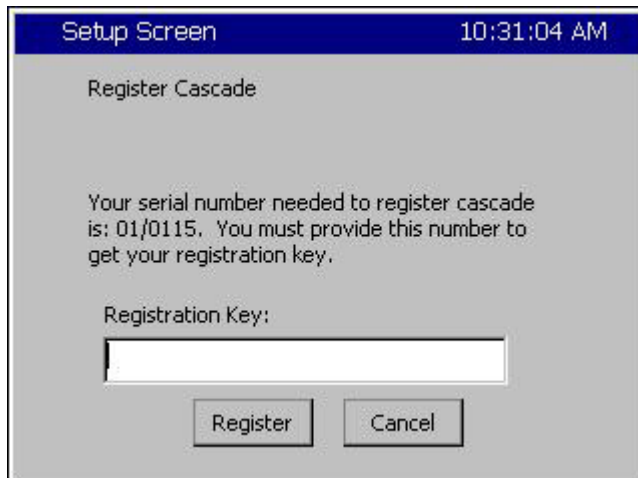 Setup Screen 10:31:04 AM
Register Cascade
Your serial number needed to register cascade
is: 01/0115. You must provide this number to
get your registration key.
Registration Key:
Register Cancel